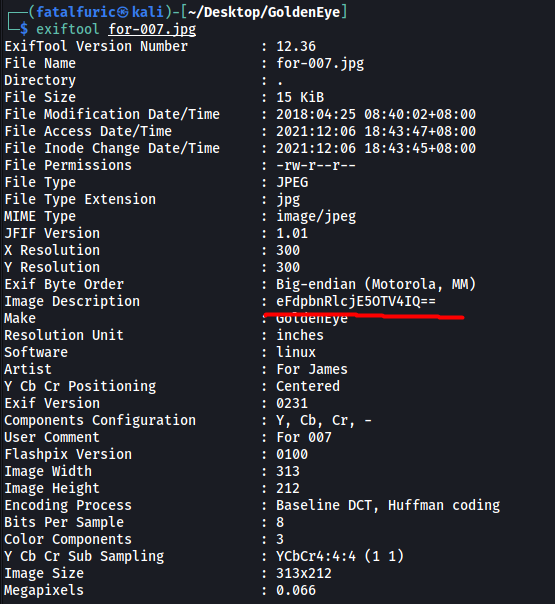 ┌──(fatalfuric㉿kali)-[~/Desktop/GoldenEye]
└─$ exiftool for-007.jpg
ExifTool Version Number : 12.36
File Name : for-007.jpg
Directory : .
File Size : 15 KiB
File Modification Date/Time : 2018:04:25 08:40:02+08:00
File Access Date/Time : 2021:12:06 18:43:47+08:00
File Inode Change Date/Time : 2021:12:06 18:43:45+08:00
File Permissions : -rw-r--r--
File Type : JPEG
File Type Extension : jpg
MIME Type : image/jpeg
JFIF Version : 1.01
X Resolution : 300
Y Resolution : 300
Exif Byte Order : Big-endian (Motorola, MM)
Image Description : eFdpbnRlcjE5OTV4IQ==
Make : GoldenEye
Resolution Unit : inches
Software : linux
Artist : For James
Y Cb Cr Positioning : Centered
Exif Version : 0231
Components Configuration : Y, Cb, Cr, -
User Comment : For 007
Flashpix Version : 0100
Image Width : 313
Image Height : 212
Encoding Process : Baseline DCT, Huffman coding
Bits Per Sample : 8
Color Components : 3
Y Cb Cr Sub Sampling : YCbCr4:4:4 (1 1)
Image Size : 313x212
Megapixels : 0.066